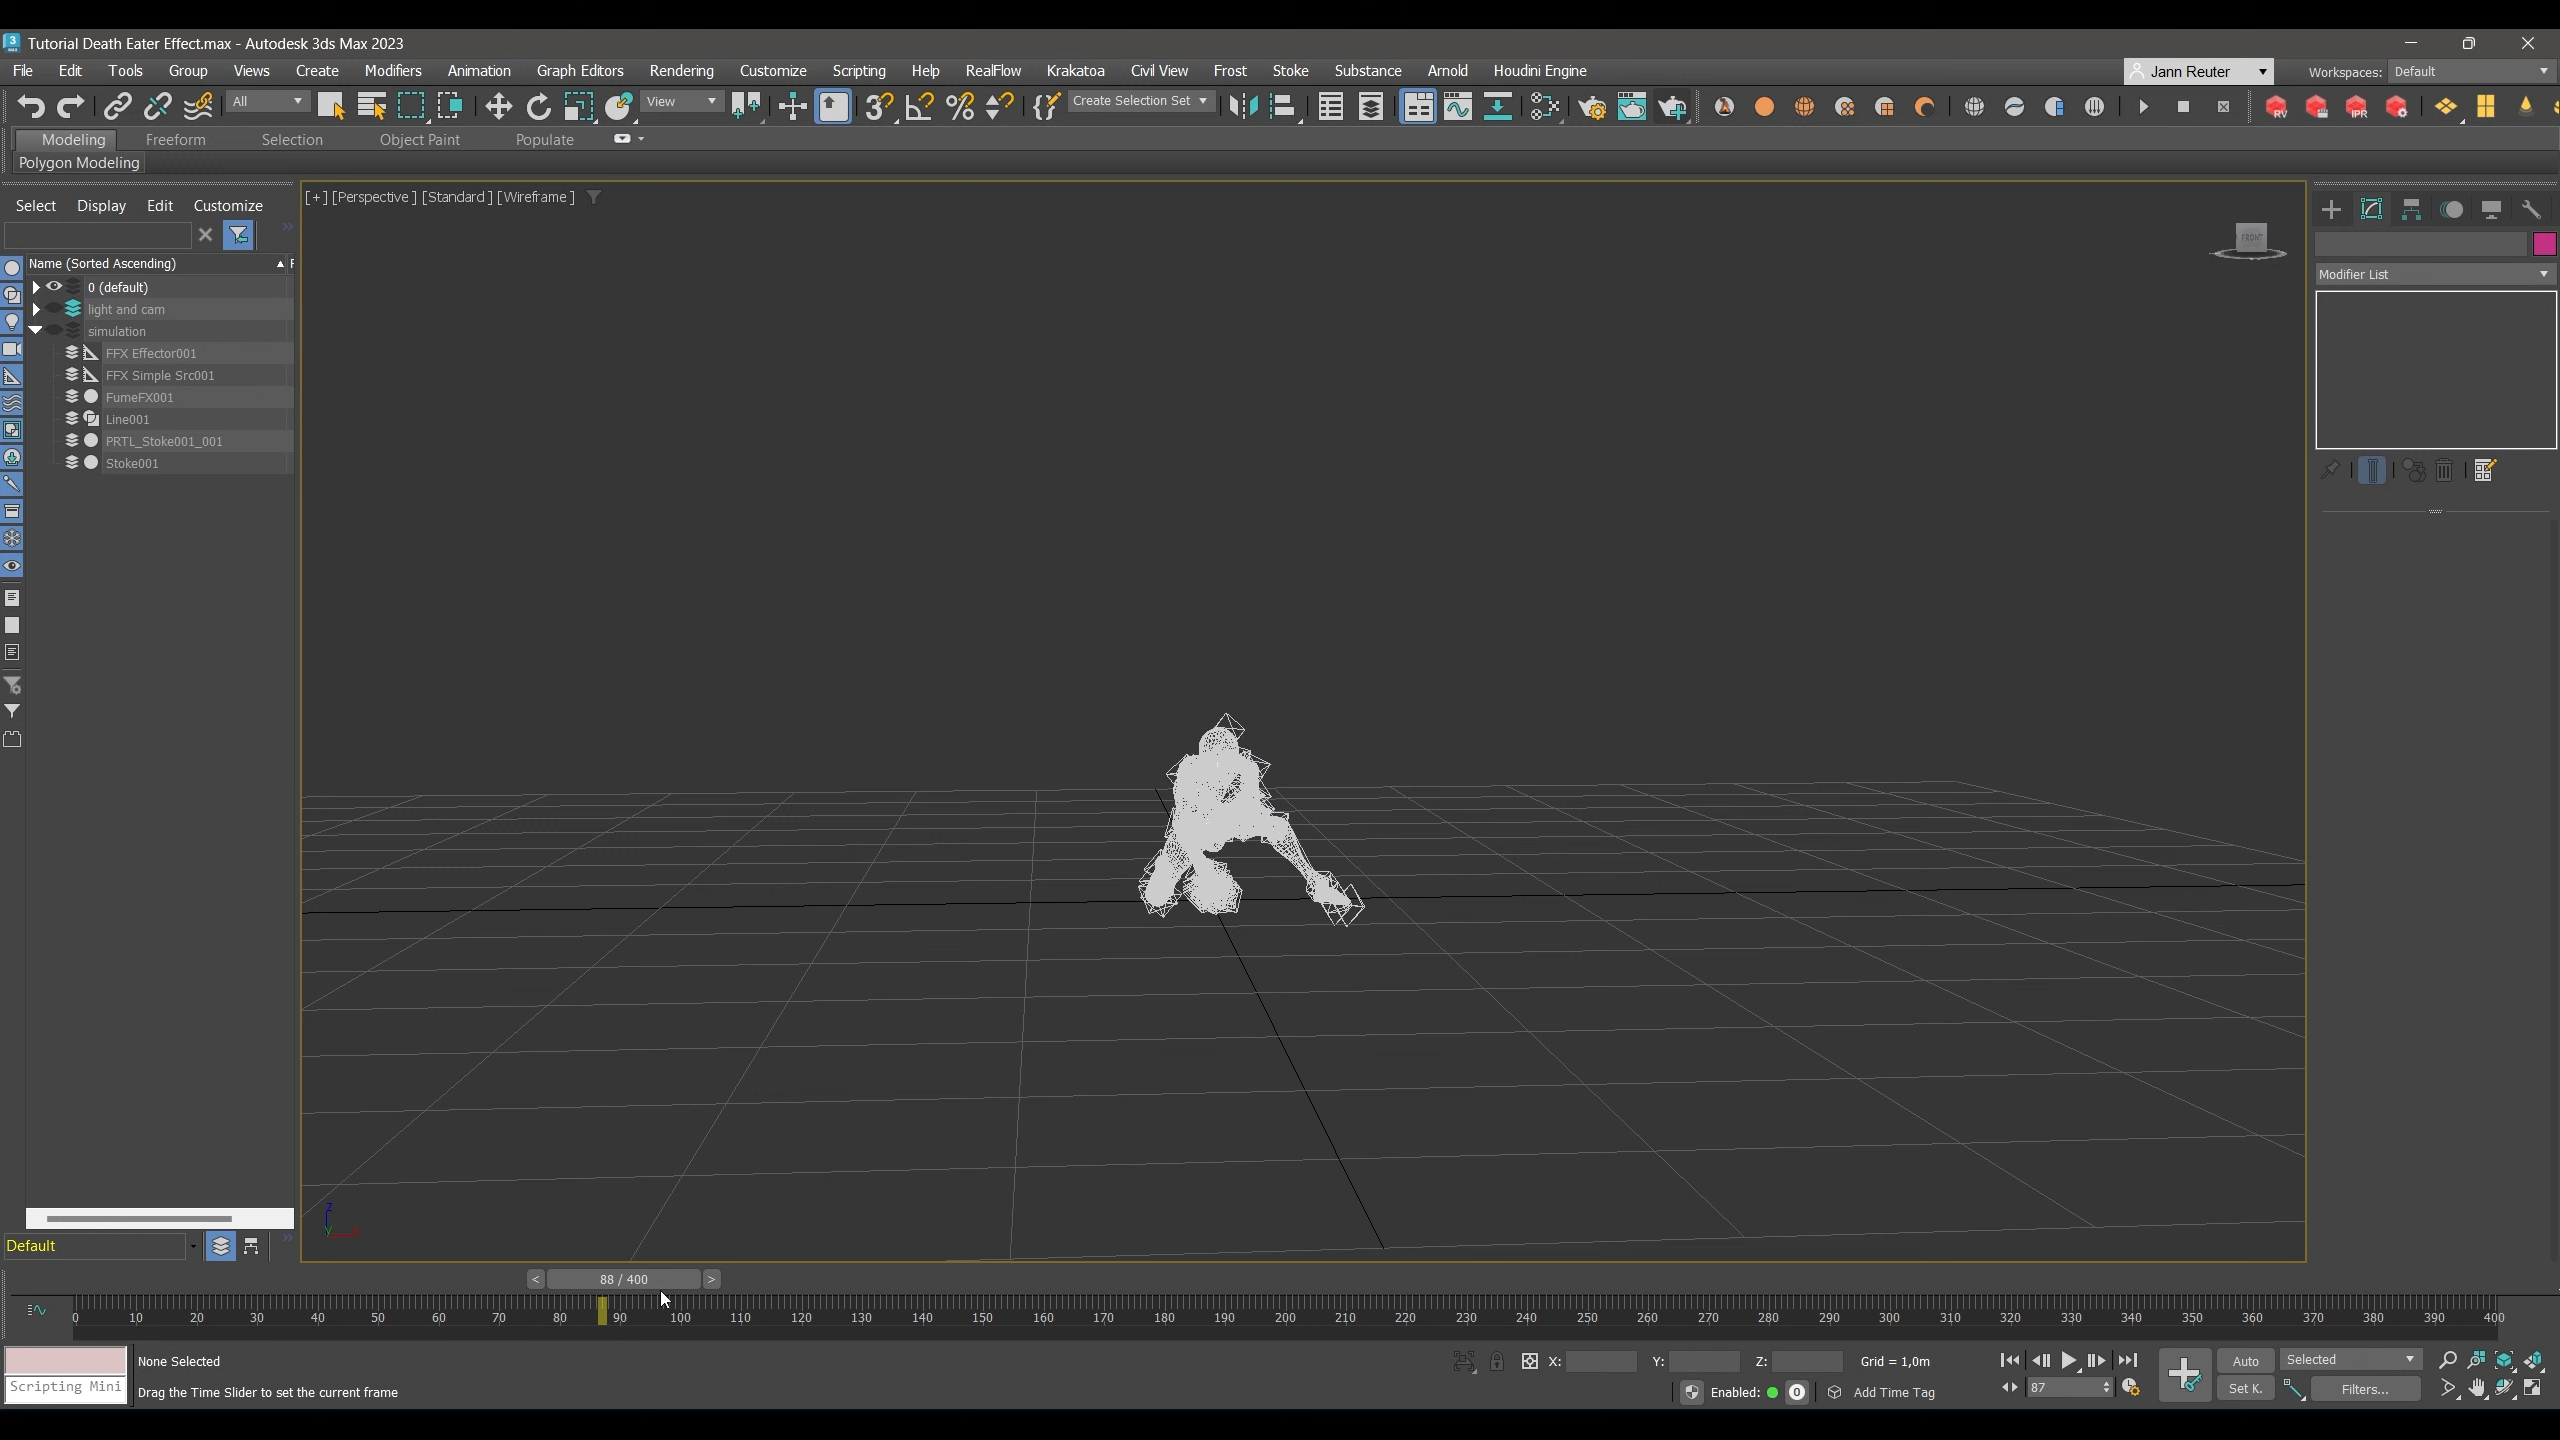 Tutorial Death Eater Effect.max - Autodesk 3ds Max 2023
File Edit Tools Group Views Create Modifiers Animation Graph Editors Rendering Customize Scripting Help RealFlow Krakatoa Civil View Frost Stoke Substance Arnold Houdini Engine Jann Reuter Workspaces: Default
All View Create Selection Set
Modeling Freeform Selection Object Paint Populate
Polygon Modeling
Select Display Edit Customize
[+] [Perspective] [Standard] [Wireframe]
FRONT
Name (Sorted Ascending)
Modifier List
0 (default)
light and cam
simulation
FFX Effector001
FFX Simple Src001
FumeFX001
Line001
PRTL_Stoke001_001
Stoke001
z
y
x
Default
< 88 / 400 >
0 10 20 30 40 50 60 70 80 90 100 110 120 130 140 150 160 170 180 190 200 210 220 230 240 250 260 270 280 290 300 310 320 330 340 350 360 370 380 390 400
None Selected X: Y: Z: Grid = 1,0m Auto Selected
Scripting Mini Drag the Time Slider to set the current frame Enabled: 0 Add Time Tag 87 Set K. Filters...